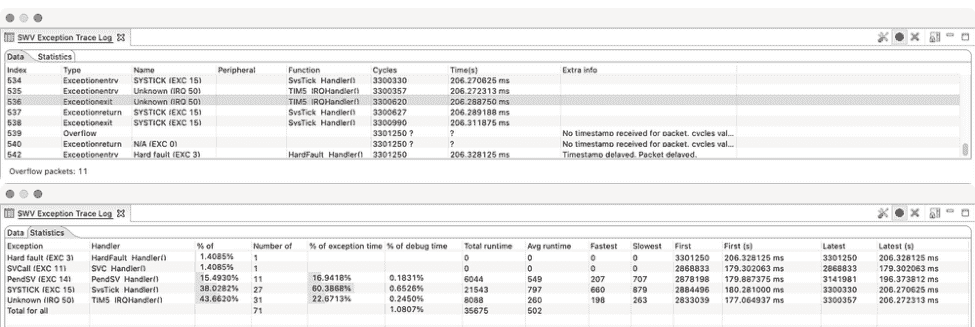 SWV Exception Trace Log
Data Statistics
Index Type Name Peripheral Function Cycles Time(s) Extra info
534 Exceptionentry SYSTICK (EXC 15) SysTick_Handler() 3300330 206.270625 ms
535 Exceptionentry Unknown (IRQ 50) TIM5_IRQHandler() 3300357 206.272313 ms
536 Exceptionexit Unknown (IRQ 50) TIM5_IRQHandler() 3300620 206.288750 ms
537 Exceptionreturn SYSTICK (EXC 15) SysTick_Handler() 3300627 206.289188 ms
538 Exceptionexit SYSTICK (EXC 15) SysTick_Handler() 3300990 206.311875 ms
539 Overflow 3301250 ? ? No timestamp received for packet. cycles val...
540 Exceptionreturn N/A (EXC 0) 3301250 ? ? No timestamp received for packet. cycles val...
542 Exceptionentry Hard fault (EXC 3) HardFault_Handler() 3301250 206.328125 ms Timestamp delayed. Packet delayed.
Overflow packets: 11
SWV Exception Trace Log
Data Statistics
Exception Handler % of Number of % of exception time % of debug time Total runtime Avg runtime Fastest Slowest First First (s) Latest Latest (s)
Hard fault (EXC 3) HardFault_Handler() 1.4085% 1 0 0 0 0 3301250 206.328125 ms 3301250 206.328125 ms
SVCall (EXC 11) SVC_Handler() 1.4085% 1 0 0 0 0 2868833 179.302063 ms 2868833 179.302063 ms
PendSV (EXC 14) PendSV_Handler() 15.4930% 11 16.9418% 0.1831% 6044 549 207 707 2878198 179.887375 ms 3141981 196.373812 ms
SYSTICK (EXC 15) SysTick_Handler() 38.0282% 27 60.3868% 0.6526% 21543 797 660 879 2884496 180.281000 ms 3300330 206.270625 ms
Unknown (IRQ 50) TIM5_IRQHandler() 43.6620% 31 22.6713% 0.2450% 8088 260 198 263 2833039 177.064937 ms 3300357 206.272313 ms
Total for all 71 1.0807% 35675 502